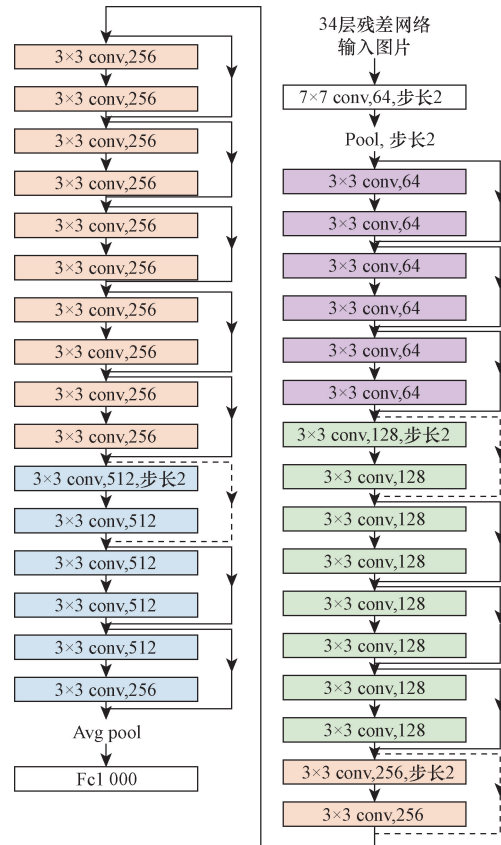 34层残差网络
输入图片
7×7 conv,64,步长2
Pool, 步长2
3×3 conv,64
3×3 conv,64
3×3 conv,64
3×3 conv,64
3×3 conv,64
3×3 conv,64
3×3 conv,128,步长2
3×3 conv,128
3×3 conv,128
3×3 conv,128
3×3 conv,128
3×3 conv,128
3×3 conv,128
3×3 conv,128
3×3 conv,256,步长2
3×3 conv,256
3×3 conv,256
3×3 conv,256
3×3 conv,256
3×3 conv,256
3×3 conv,256
3×3 conv,256
3×3 conv,256
3×3 conv,256
3×3 conv,256
3×3 conv,256
3×3 conv,512,步长2
3×3 conv,512
3×3 conv,512
3×3 conv,512
3×3 conv,512
3×3 conv,256
Avg pool
Fc1 000